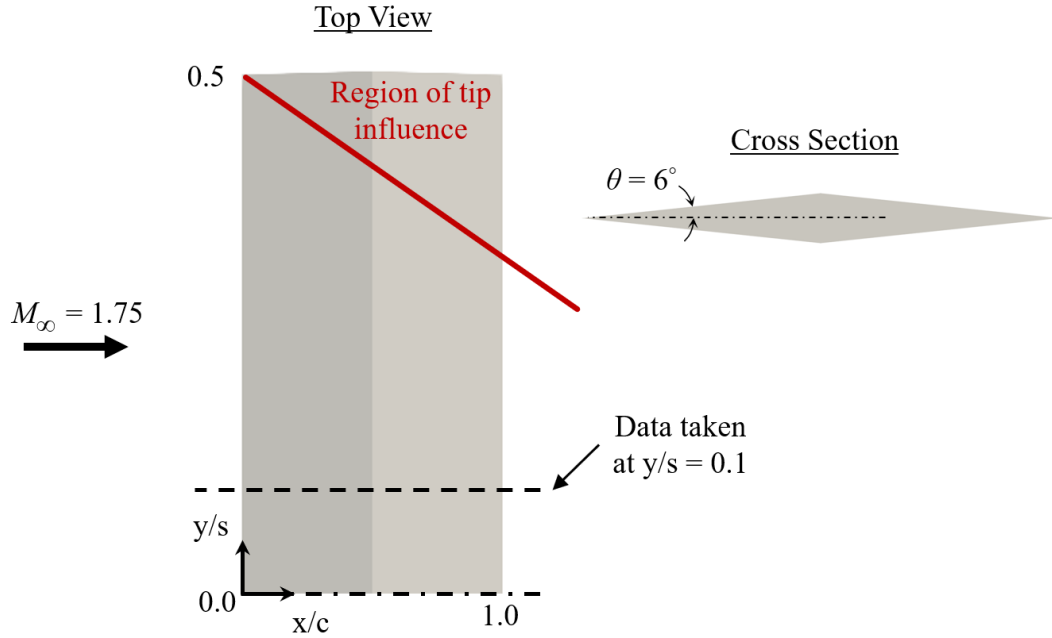 Top View
0.5
Region of tip
influence
Cross Section
θ = 6°
M∞ = 1.75
Data taken
at y/s = 0.1
y/s
0.0
x/c
1.0